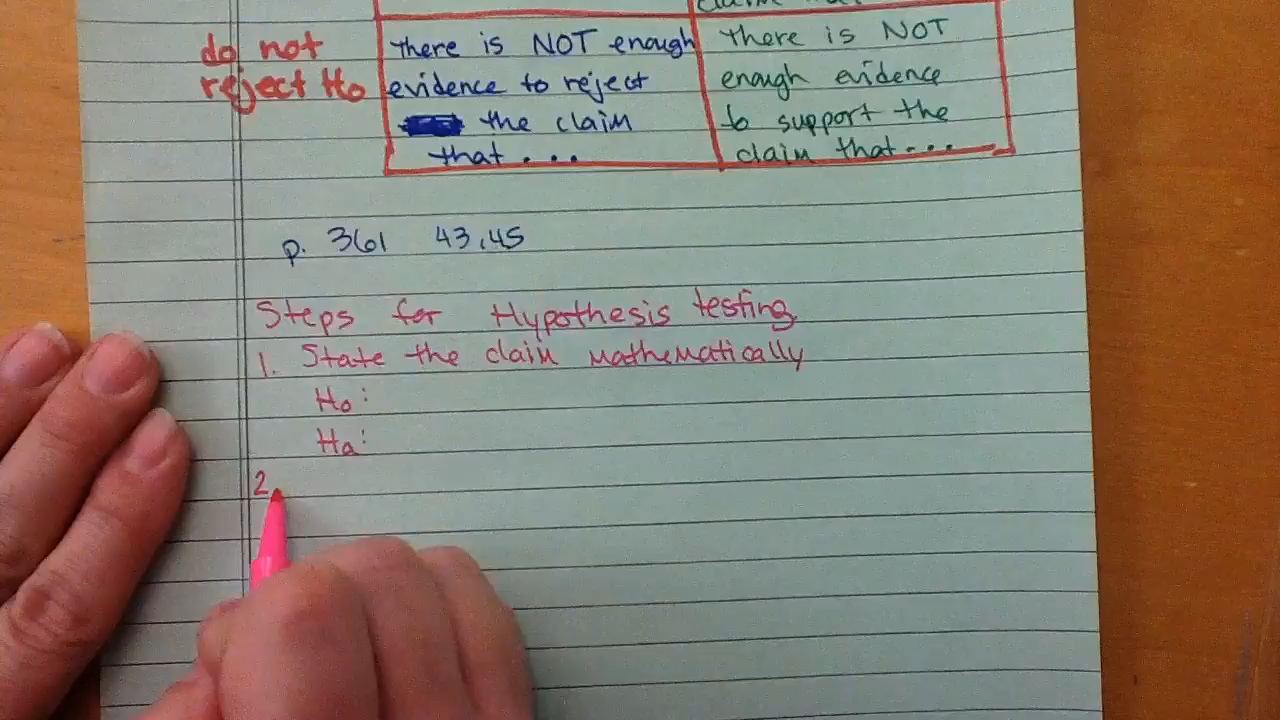 do not
reject Ho
there is NOT enough
evidence to reject
the claim
that...
there is NOT
enough evidence
to support the
claim that...
p. 361 43,45
Steps for Hypothesis testing
1. State the claim mathematically
Ho:
Ha:
2.